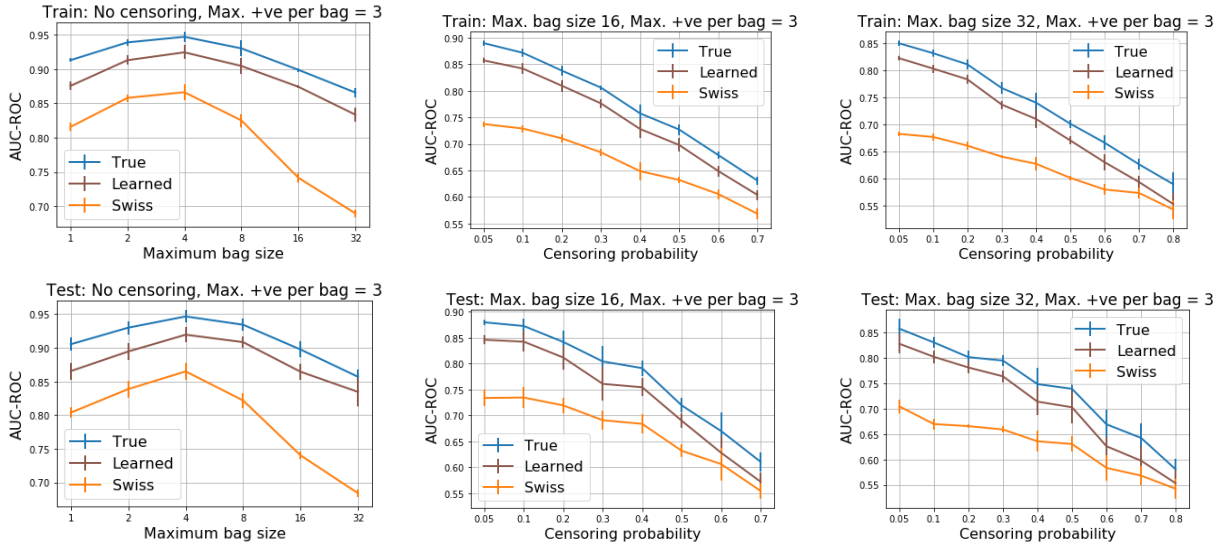 Train: No censoring, Max. +ve per bag = 3
AUC-ROC
0.95
0.90
0.85
0.80
0.75
0.70
True
Learned
Swiss
1 2 4 8 16 32
Maximum bag size
Train: Max. bag size 16, Max. +ve per bag = 3
AUC-ROC
0.90
0.85
0.80
0.75
0.70
0.65
0.60
0.55
True
Learned
Swiss
0.05 0.1 0.2 0.3 0.4 0.5 0.6 0.7
Censoring probability
Train: Max. bag size 32, Max. +ve per bag = 3
AUC-ROC
0.85
0.80
0.75
0.70
0.65
0.60
0.55
True
Learned
Swiss
0.05 0.1 0.2 0.3 0.4 0.5 0.6 0.7 0.8
Censoring probability
Test: No censoring, Max. +ve per bag = 3
AUC-ROC
0.95
0.90
0.85
0.80
0.75
0.70
True
Learned
Swiss
1 2 4 8 16 32
Maximum bag size
Test: Max. bag size 16, Max. +ve per bag = 3
AUC-ROC
0.90
0.85
0.80
0.75
0.70
0.65
0.60
0.55
True
Learned
Swiss
0.05 0.1 0.2 0.3 0.4 0.5 0.6 0.7
Censoring probability
Test: Max. bag size 32, Max. +ve per bag = 3
AUC-ROC
0.85
0.80
0.75
0.70
0.65
0.60
0.55
True
Learned
Swiss
0.05 0.1 0.2 0.3 0.4 0.5 0.6 0.7 0.8
Censoring probability